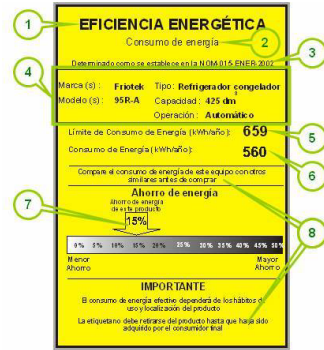 1 EFICIENCIA ENERGÉTICA
Consumo de energía 2
3
Determinado como se establece en la NOM-015-ENER-2002
4
Marca(s): Friotek Tipo: Refrigerador congelador
Modelo(s): 95R-A Capacidad: 425 dm³
Operación: Automático
Límite de Consumo de Energía (kWh/año): 659 5
Consumo de Energía (kWh/año): 560 6
Compare el consumo de energía de este equipo con otros
similares antes de comprar
Ahorro de energía
7 Ahorro de energía
de este producto
15%
8
0% 5% 10% 15% 20% 25% 30% 35% 40% 45% 50%
Menor Mayor
Ahorro Ahorro
IMPORTANTE
El consumo de energía efectivo dependerá de los hábitos de
uso y localización del producto
La etiqueta no debe retirarse del producto hasta que haya sido
adquirido por el consumidor final